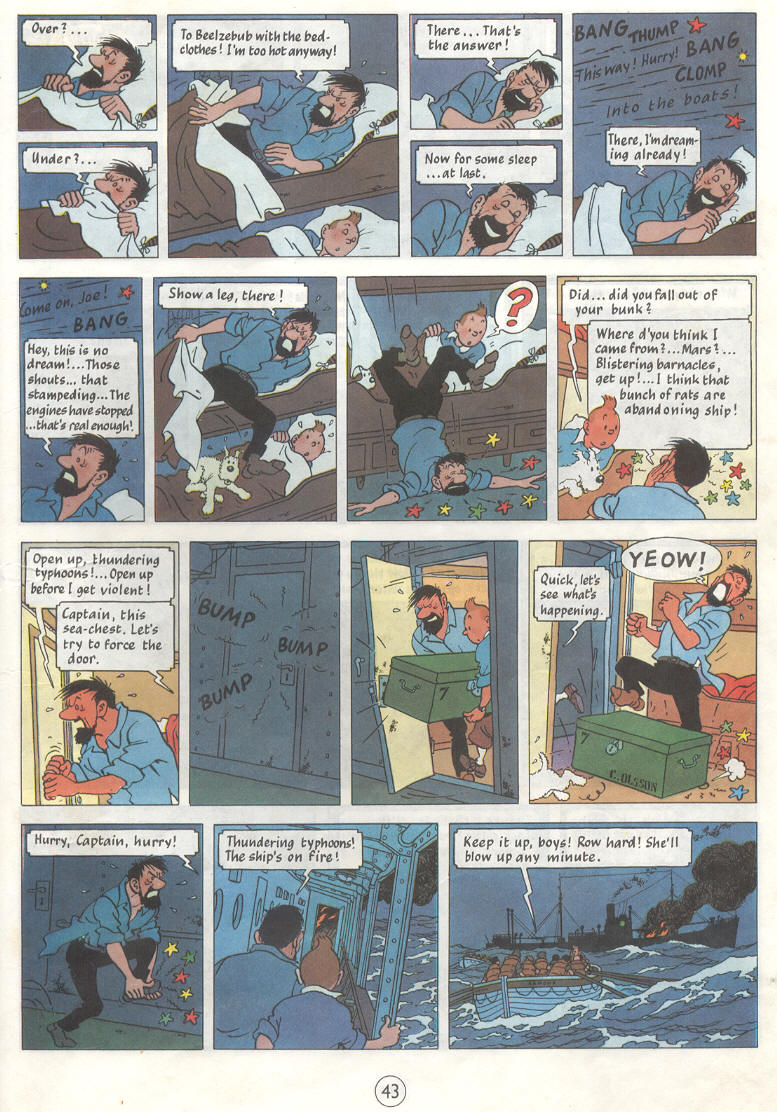 Over?...
Under?...
To Beelzebub with the bed-
clothes! I'm too hot anyway!
There... That's
the answer!
Now for some sleep
...at last.
BANG THUMP
This way! Hurry! BANG
CLOMP
Into the boats!
There, I'm dream-
ing already!
Come on, Joe!
BANG
Hey, this is no
dream!...Those
shouts... that
stampeding...The
engines have stopped
...that's real enough!
Show a leg, there!
?
Did... did you fall out of
your bunk?
Where d'you think I
came from?...Mars?...
Blistering barnacles,
get up!...I think that
bunch of rats are
abandoning ship!
Open up, thundering
typhoons!...Open up
before I get violent!
Captain, this
sea-chest. Let's
try to force the
door.
BUMP
BUMP
BUMP
7
Quick, let's
see what's
happening.
YEOW!
7
C. OLSSON
Hurry, Captain, hurry!
Thundering typhoons!
The ship's on fire!
Keep it up, boys! Row hard! She'll
blow up any minute.
43